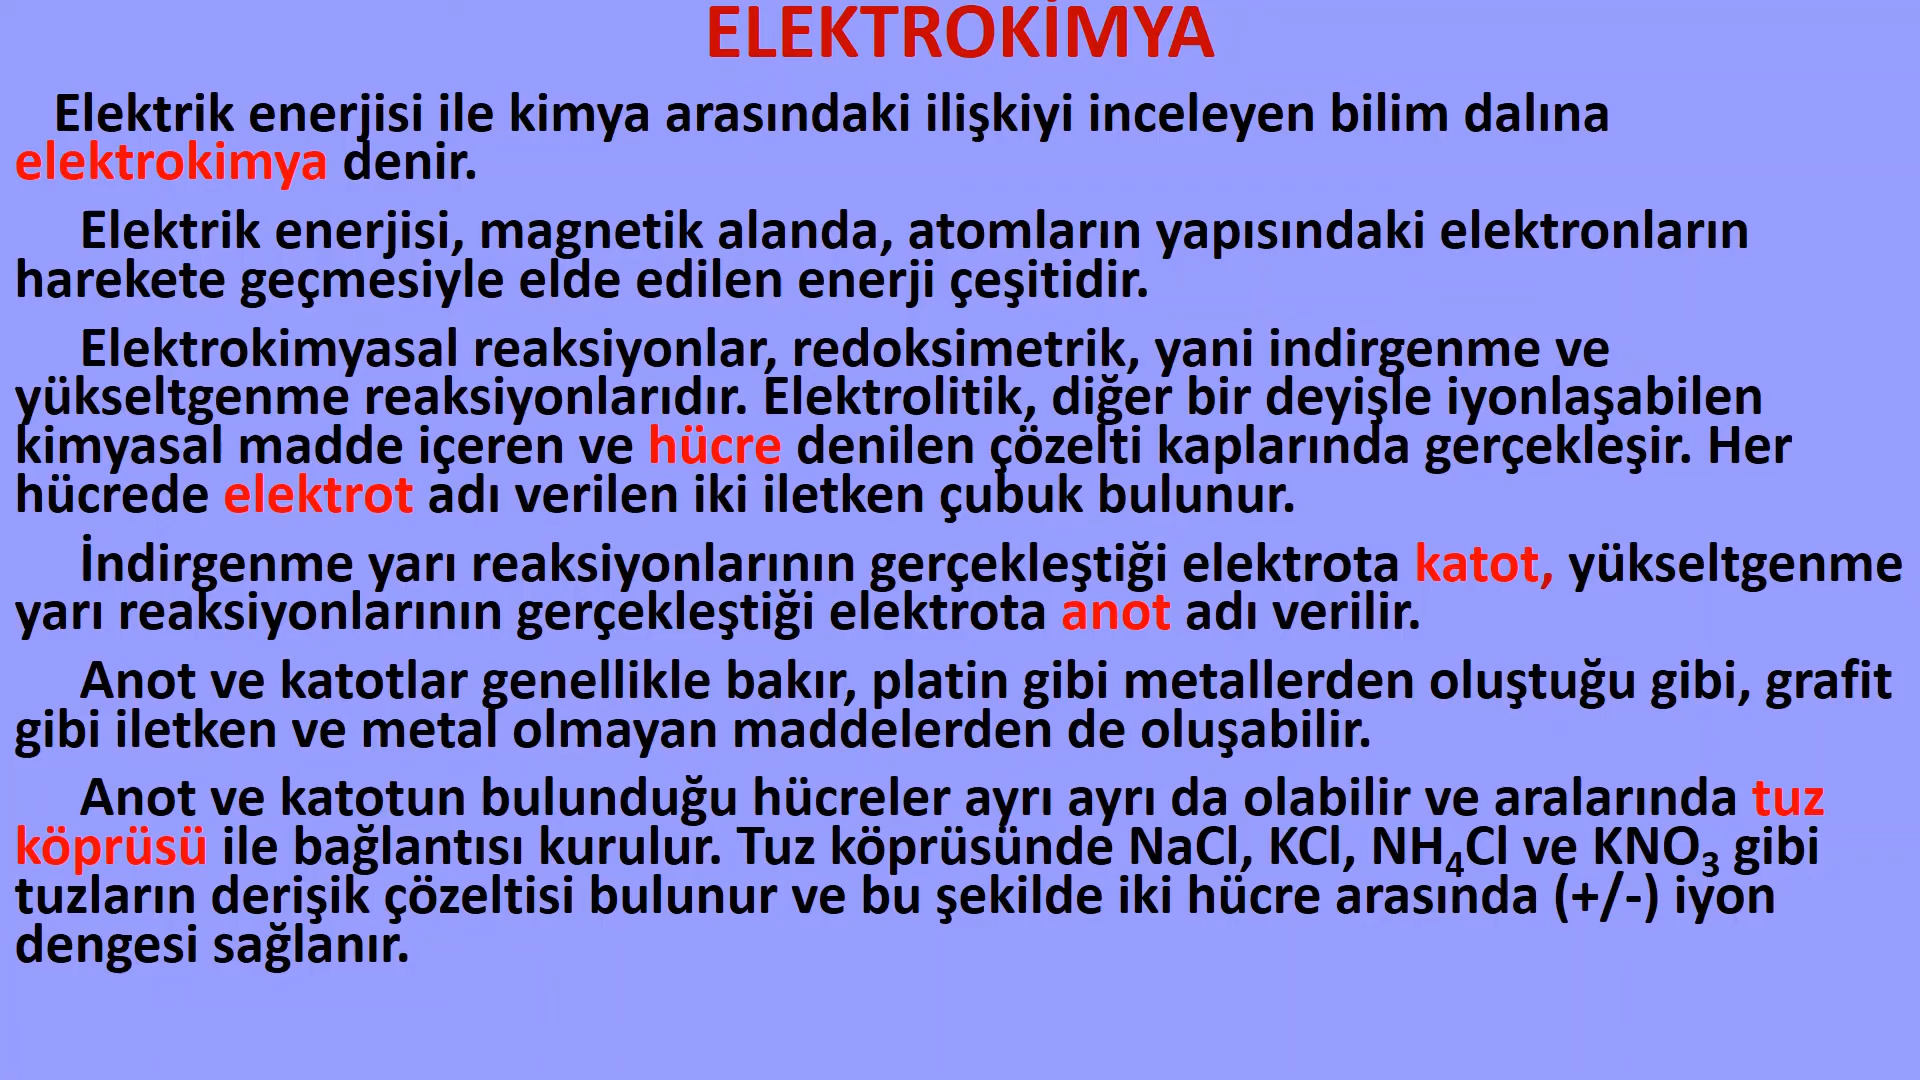 ELEKTROKİMYA
Elektrik enerjisi ile kimya arasındaki ilişkiyi inceleyen bilim dalına
elektrokimya denir.
Elektrik enerjisi, magnetik alanda, atomların yapısındaki elektronların
harekete geçmesiyle elde edilen enerji çeşitidir.
Elektrokimyasal reaksiyonlar, redoksimetrik, yani indirgenme ve
yükseltgenme reaksiyonlarıdır. Elektrolitik, diğer bir deyişle iyonlaşabilen
kimyasal madde içeren ve hücre denilen çözelti kaplarında gerçekleşir. Her
hücrede elektrot adı verilen iki iletken çubuk bulunur.
İndirgenme yarı reaksiyonlarının gerçekleştiği elektrota katot, yükseltgenme
yarı reaksiyonlarının gerçekleştiği elektrota anot adı verilir.
Anot ve katotlar genellikle bakır, platin gibi metallerden oluştuğu gibi, grafit
gibi iletken ve metal olmayan maddelerden de oluşabilir.
Anot ve katotun bulunduğu hücreler ayrı ayrı da olabilir ve aralarında tuz
köprüsü ile bağlantısı kurulur. Tuz köprüsünde NaCl, KCl, NH₄Cl ve KNO₃ gibi
tuzların derişik çözeltisi bulunur ve bu şekilde iki hücre arasında (+/-) iyon
dengesi sağlanır.